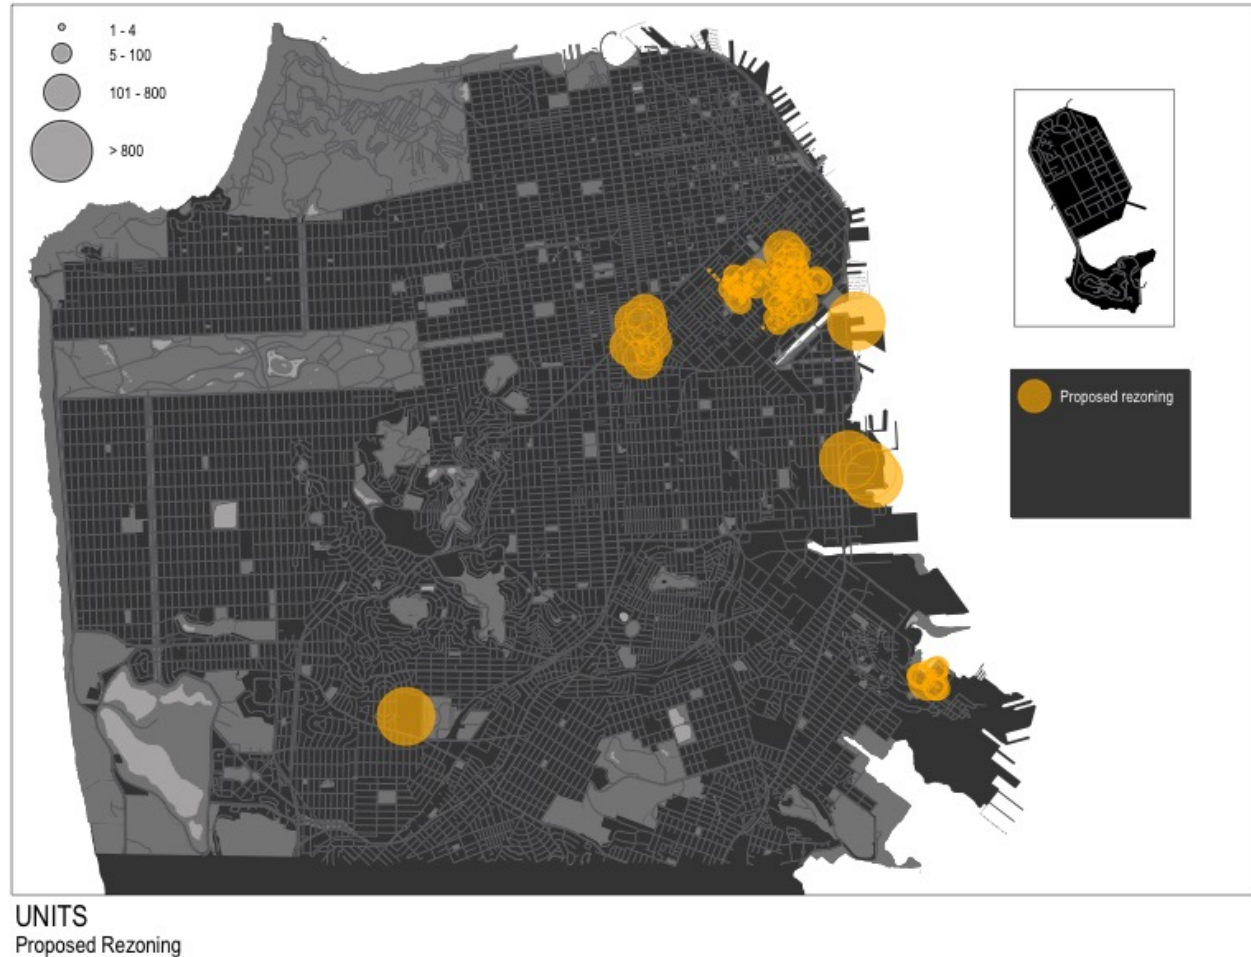 1 - 4
5 - 100
101 - 800
> 800
Proposed rezoning
UNITS
Proposed Rezoning